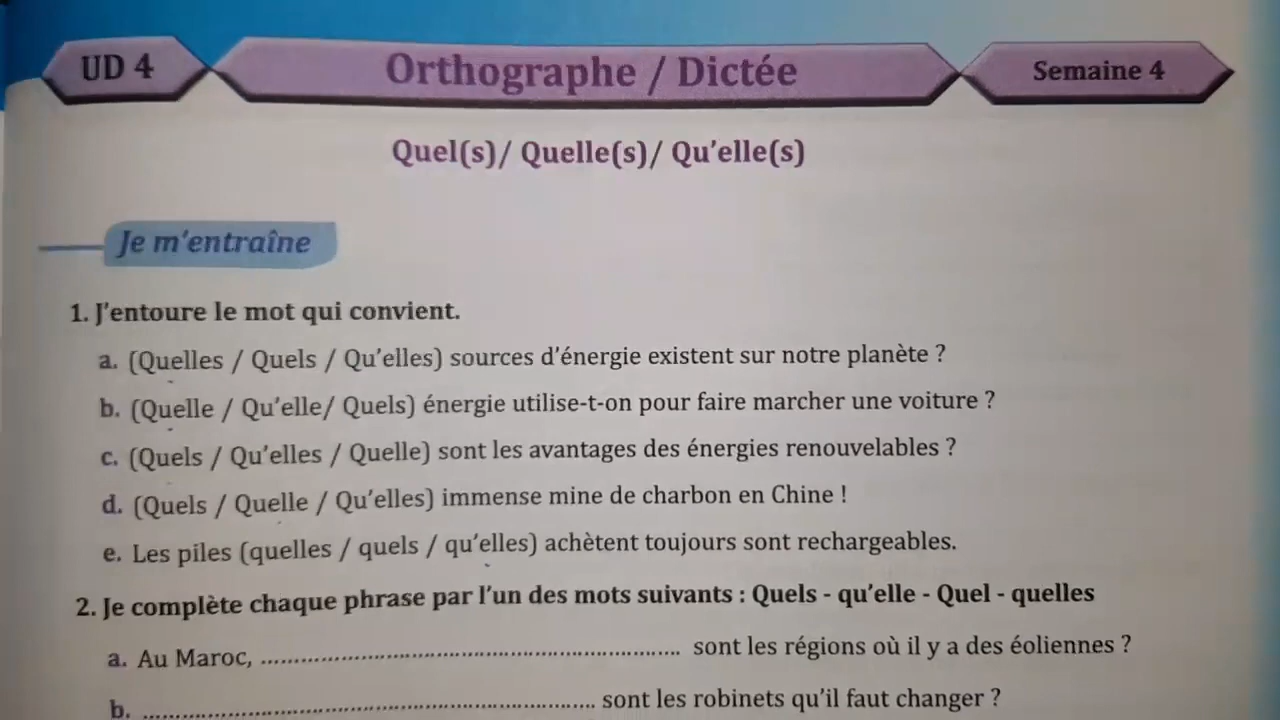 UD 4
Orthographe / Dictée
Semaine 4
Quel(s)/ Quelle(s)/ Qu'elle(s)
Je m'entraîne
1. J'entoure le mot qui convient.
a. (Quelles / Quels / Qu'elles) sources d'énergie existent sur notre planète ?
b. (Quelle / Qu'elle/ Quels) énergie utilise-t-on pour faire marcher une voiture ?
c. (Quels / Qu'elles / Quelle) sont les avantages des énergies renouvelables ?
d. (Quels / Quelle / Qu'elles) immense mine de charbon en Chine !
e. Les piles (quelles / quels / qu'elles) achètent toujours sont rechargeables.
2. Je complète chaque phrase par l'un des mots suivants : Quels - qu'elle - Quel - quelles
a. Au Maroc, .................................................................. sont les régions où il y a des éoliennes ?
b. .................................................................. sont les robinets qu'il faut changer ?